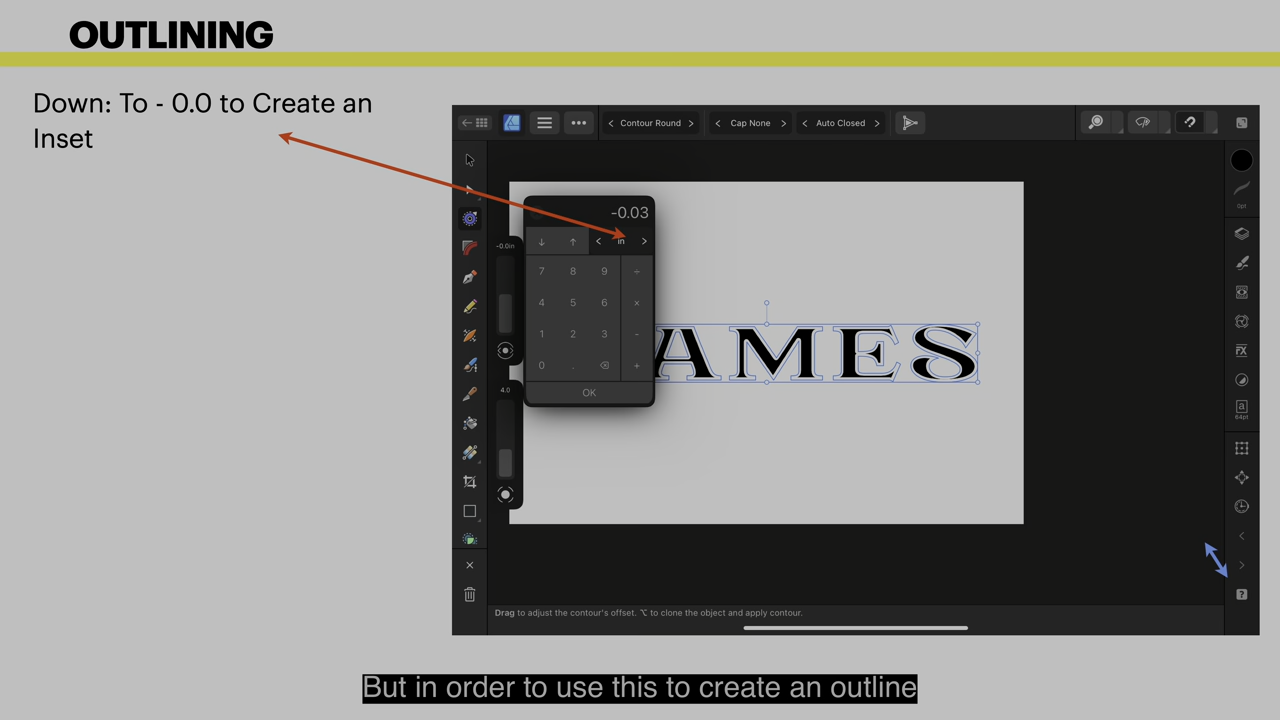 OUTLINING
Down: To - 0.0 to Create an
Inset
Contour Round
Cap None
Auto Closed
-0.03
in
7 8 9 ÷
4 5 6 x
1 2 3 -
0 . +
OK
-0.0in
4.0
AMES
0pt
FX
a
64pt
?
Drag to adjust the contour's offset. ⌥ to clone the object and apply contour.
But in order to use this to create an outline